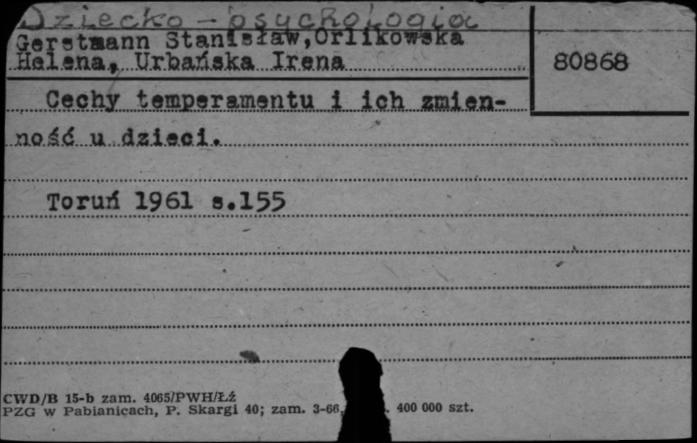 Dziecko - psychologia
Gerstmann Stanisław, Orlikowska
Helena, Urbańska Irena
80868
Cechy temperamentu i ich zmien-
ność u dzieci.
Toruń 1961 s.155
CWD/B 15-b zam. 4065/PWH/Łź
PZG w Pabianicach, P. Skargi 40; zam. 3-66 400 000 szt.